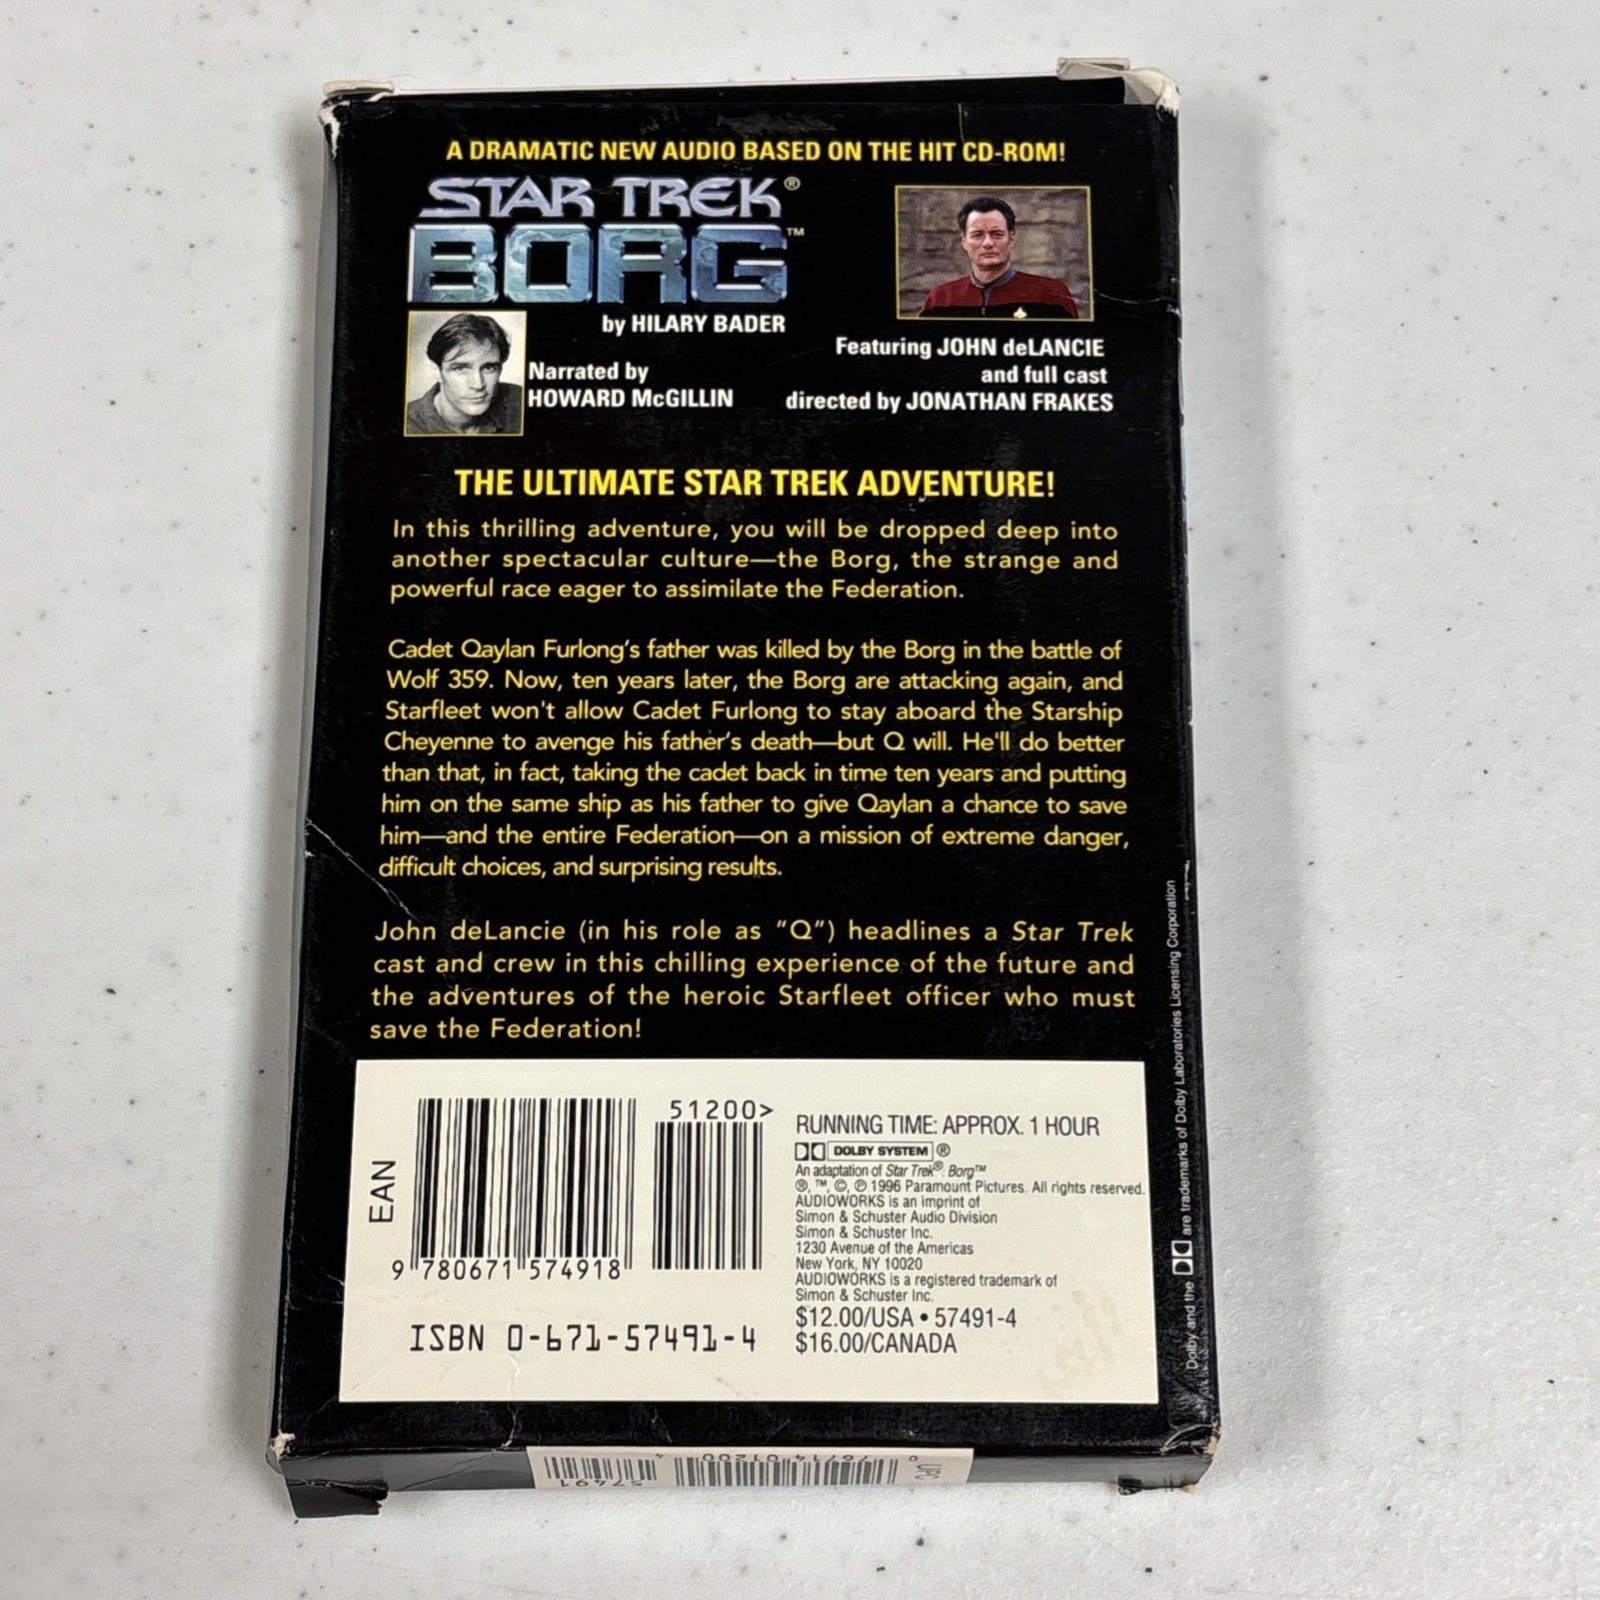 A DRAMATIC NEW AUDIO BASED ON THE HIT CD-ROM!
STAR TREK®
BORG™
by HILARY BADER
Narrated by
HOWARD McGILLIN
Featuring JOHN deLANCIE
and full cast
directed by JONATHAN FRAKES
THE ULTIMATE STAR TREK ADVENTURE!
In this thrilling adventure, you will be dropped deep into
another spectacular culture—the Borg, the strange and
powerful race eager to assimilate the Federation.
Cadet Qaylan Furlong's father was killed by the Borg in the battle of
Wolf 359. Now, ten years later, the Borg are attacking again, and
Starfleet won't allow Cadet Furlong to stay aboard the Starship
Cheyenne to avenge his father's death—but Q will. He'll do better
than that, in fact, taking the cadet back in time ten years and putting
him on the same ship as his father to give Qaylan a chance to save
him—and the entire Federation—on a mission of extreme danger,
difficult choices, and surprising results.
John deLancie (in his role as "Q") headlines a Star Trek
cast and crew in this chilling experience of the future and
the adventures of the heroic Starfleet officer who must
save the Federation!
EAN
9 780671 574918
51200>
ISBN 0-671-57491-4
RUNNING TIME: APPROX. 1 HOUR
DOLBY SYSTEM ®
An adaptation of Star Trek® Borg™
®, ™, ©, ℗ 1996 Paramount Pictures. All rights reserved.
AUDIOWORKS is an imprint of
Simon & Schuster Audio Division
Simon & Schuster Inc.
1230 Avenue of the Americas
New York, NY 10020
AUDIOWORKS is a registered trademark of
Simon & Schuster Inc.
$12.00/USA • 57491-4
$16.00/CANADA
Dolby and the DD are trademarks of Dolby Laboratories Licensing Corporation
UPC
0 76714 01200 4
57491